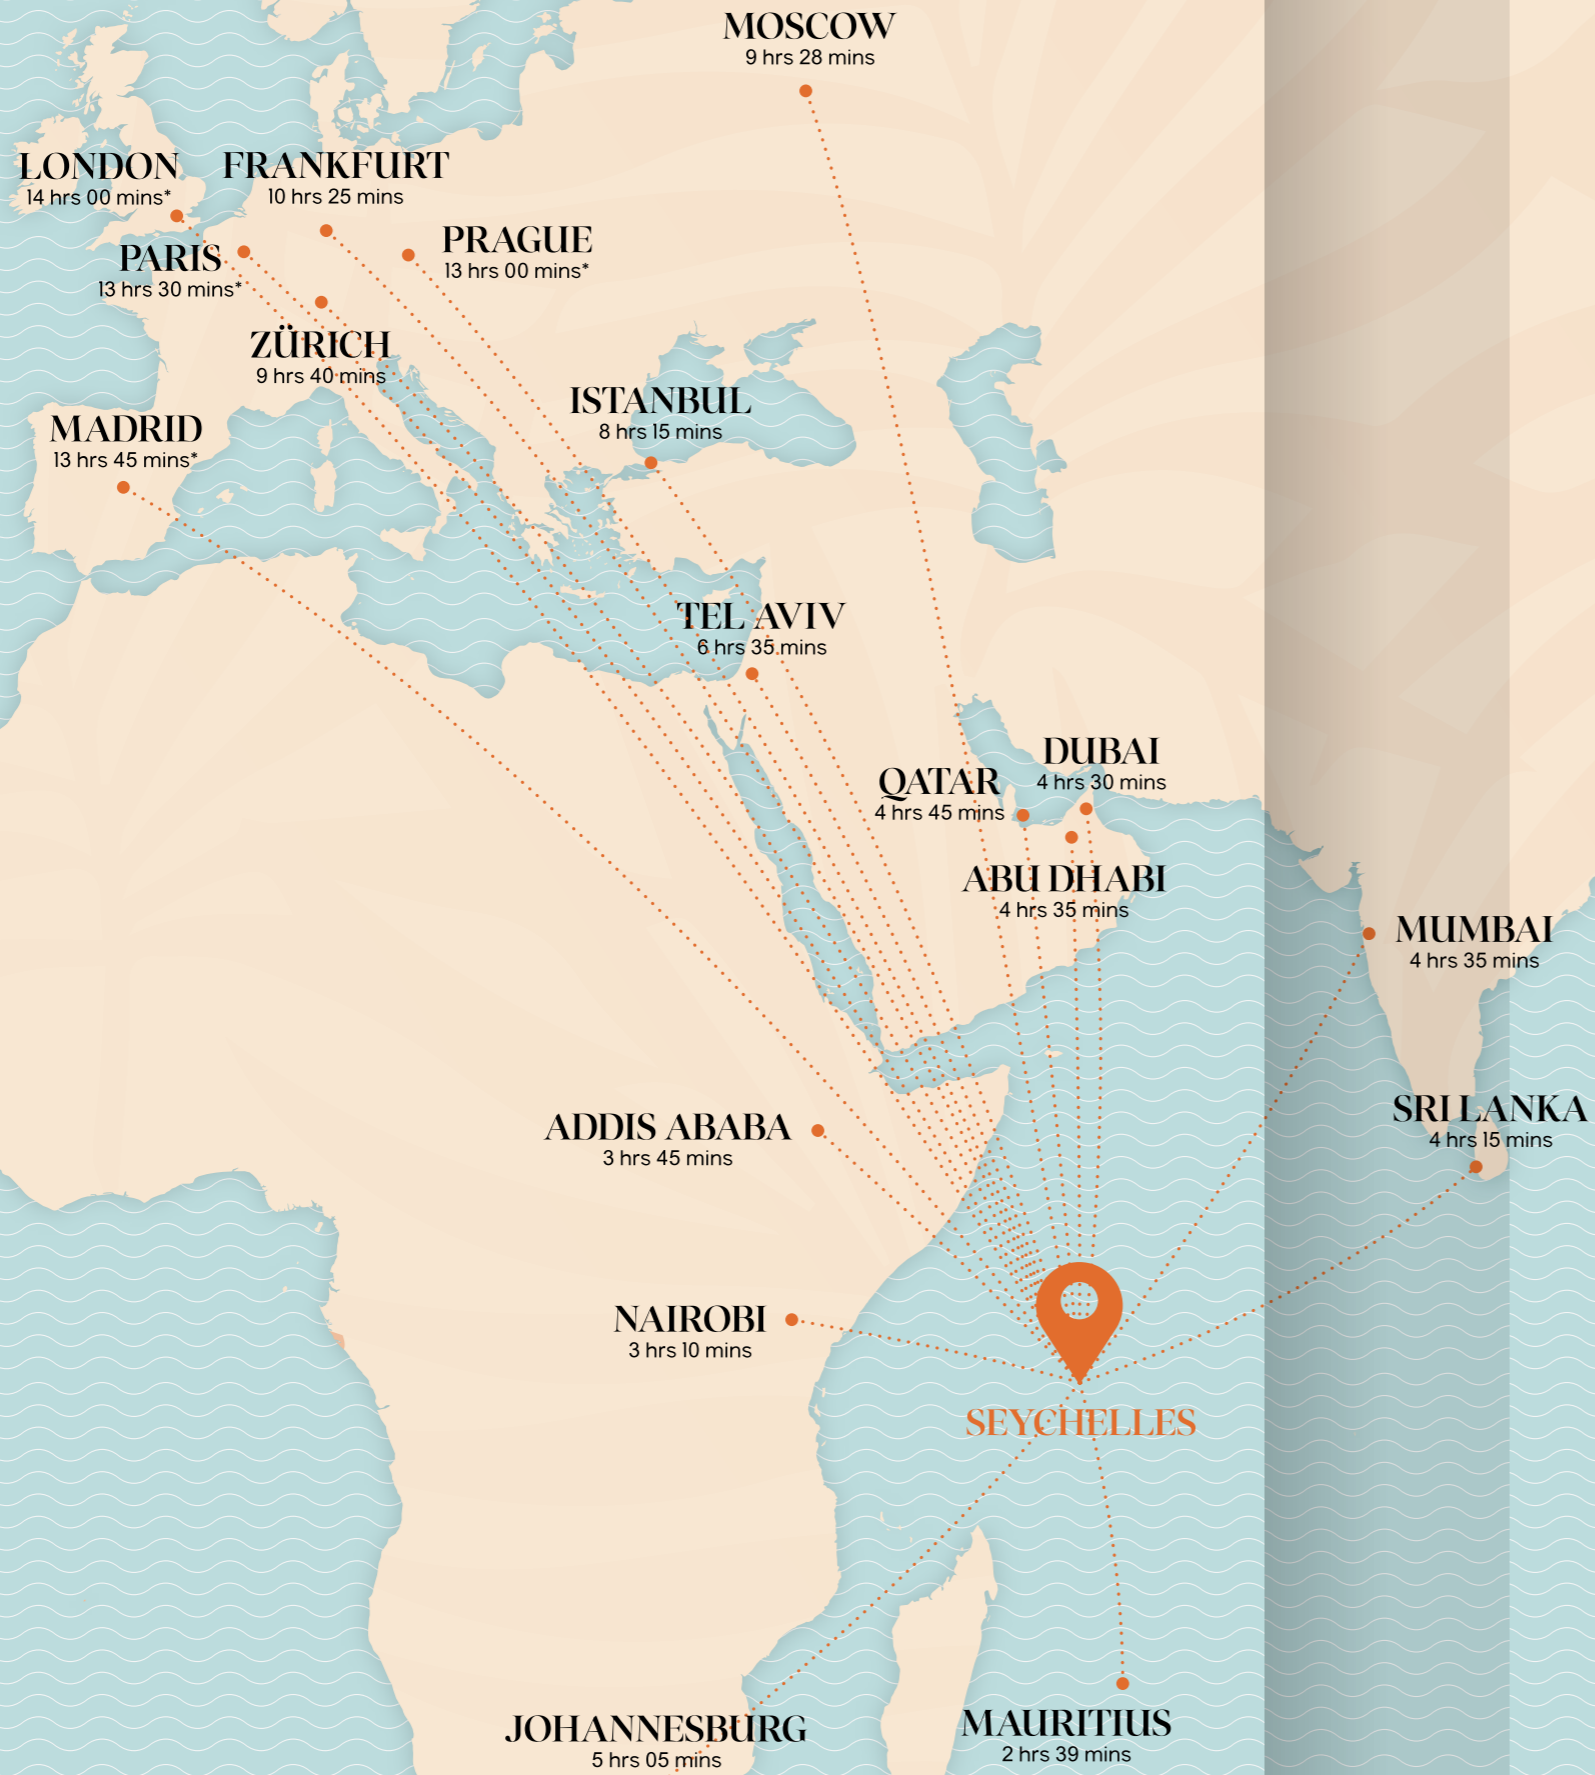 MOSCOW
9 hrs 28 mins
LONDON
14 hrs 00 mins*
FRANKFURT
10 hrs 25 mins
PARIS
13 hrs 30 mins*
PRAGUE
13 hrs 00 mins*
ZÜRICH
9 hrs 40 mins
MADRID
13 hrs 45 mins*
ISTANBUL
8 hrs 15 mins
TEL AVIV
6 hrs 35 mins
QATAR
4 hrs 45 mins
DUBAI
4 hrs 30 mins
ABU DHABI
4 hrs 35 mins
MUMBAI
4 hrs 35 mins
SRI LANKA
4 hrs 15 mins
ADDIS ABABA
3 hrs 45 mins
NAIROBI
3 hrs 10 mins
SEYCHELLES
JOHANNESBURG
5 hrs 05 mins
MAURITIUS
2 hrs 39 mins